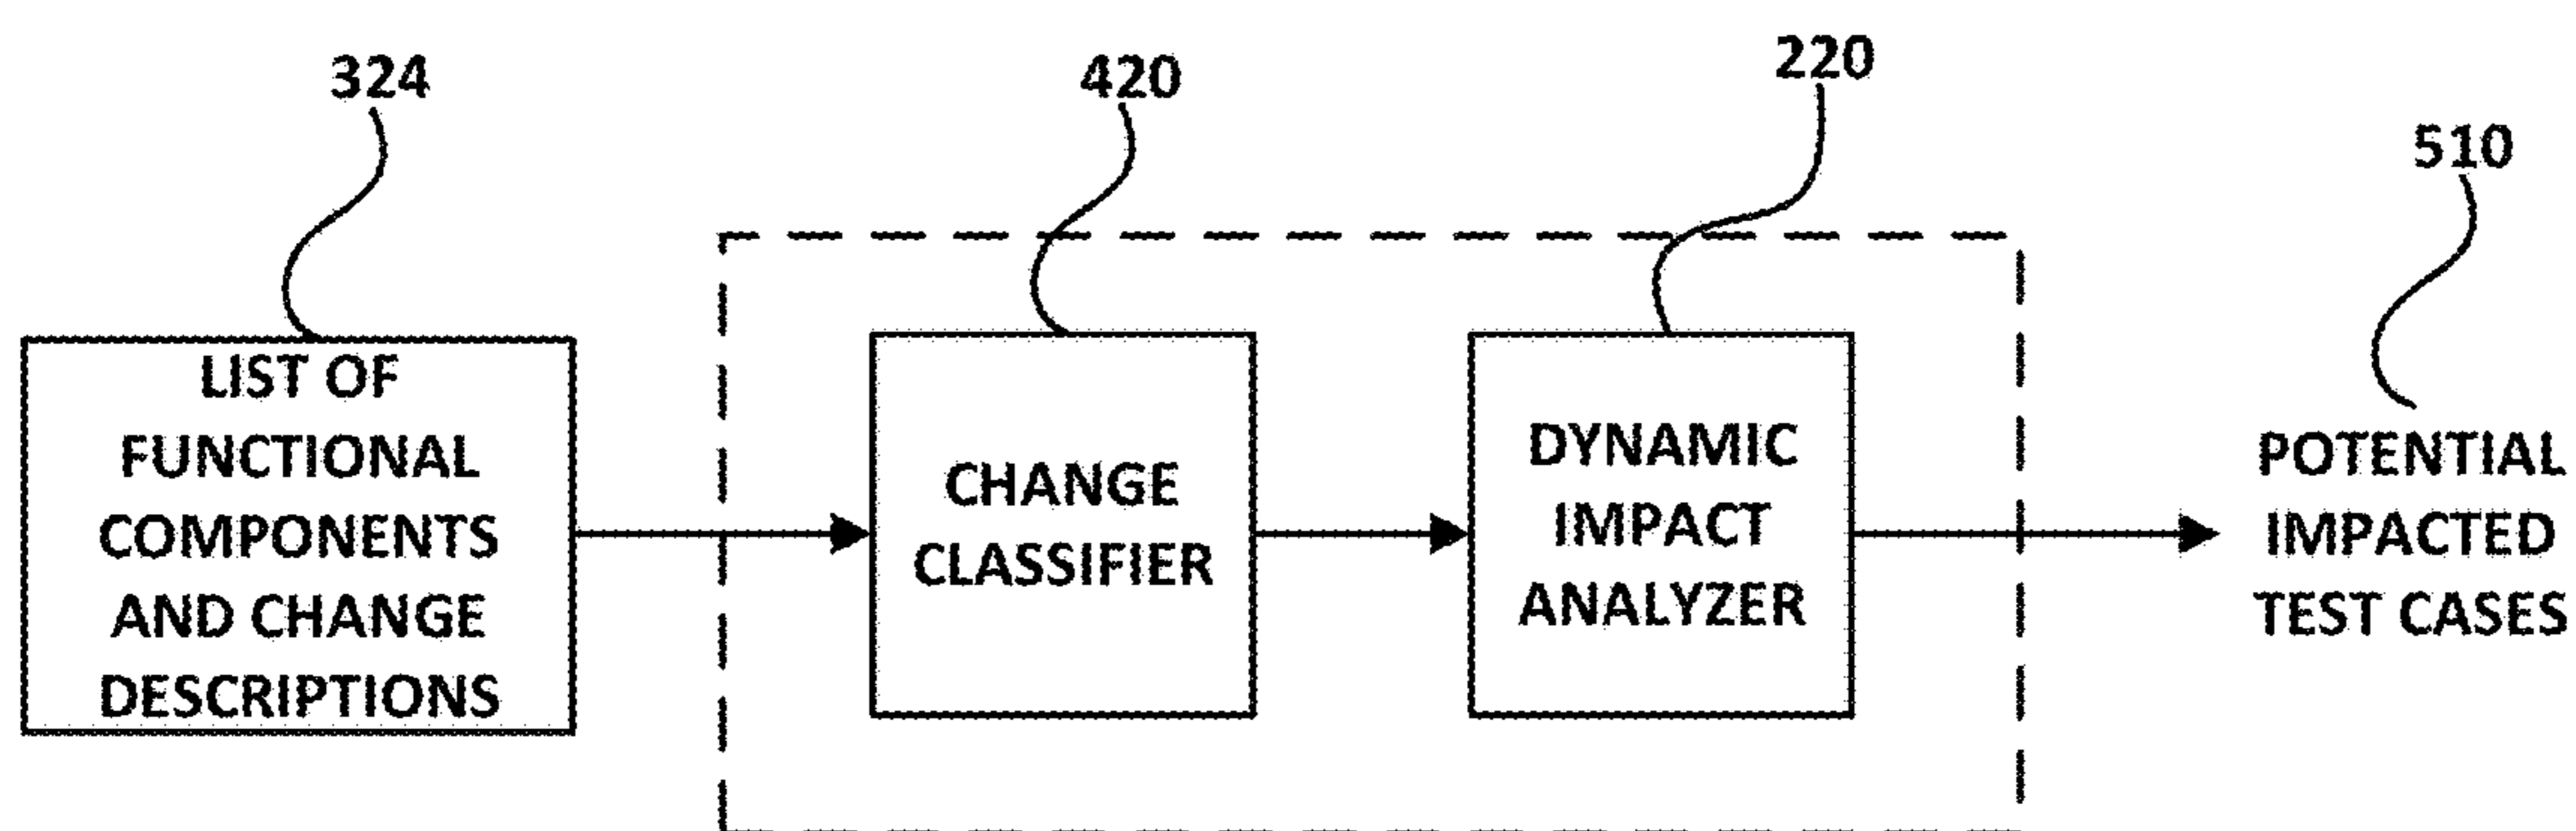 324
420
220
510
LIST OF
FUNCTIONAL
COMPONENTS
AND CHANGE
DESCRIPTIONS
CHANGE
CLASSIFIER
DYNAMIC
IMPACT
ANALYZER
POTENTIAL
IMPACTED
TEST CASES